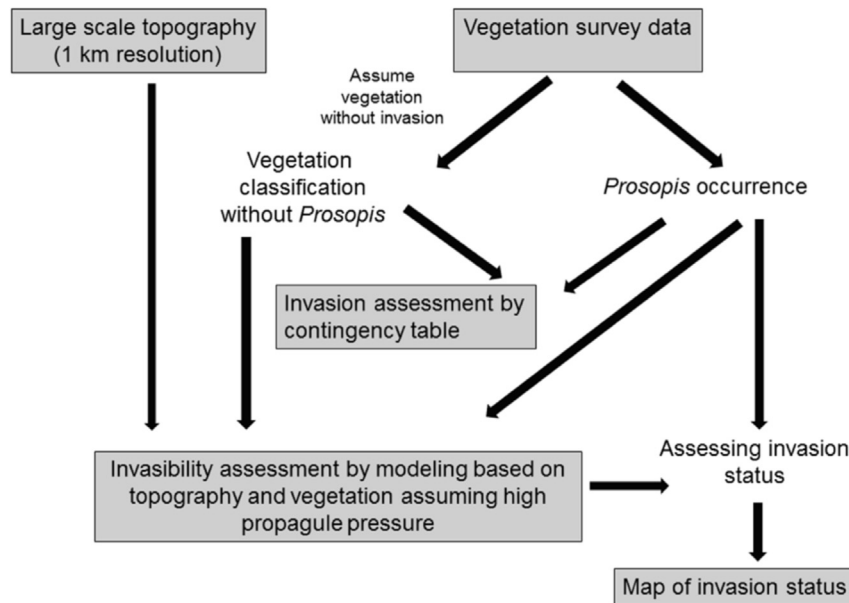 Large scale topography
(1 km resolution)
Vegetation survey data
Assume
vegetation
without invasion
Vegetation
classification
without Prosopis
Prosopis occurrence
Invasion assessment by
contingency table
Invasibility assessment by modeling based on
topography and vegetation assuming high
propagule pressure
Assessing invasion
status
Map of invasion status